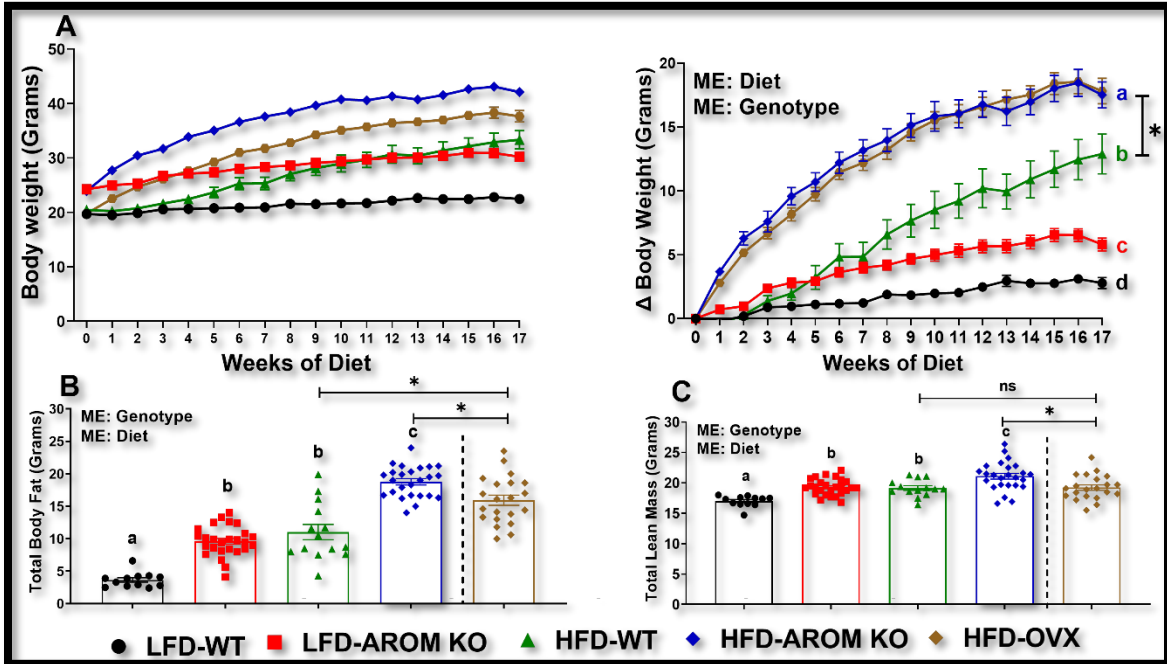 A
Body weight (Grams)
50
40
30
20
10
0
0 1 2 3 4 5 6 7 8 9 10 11 12 13 14 15 16 17
Weeks of Diet
ME: Diet
ME: Genotype
Δ Body Weight (Grams)
20
15
10
5
0
0 1 2 3 4 5 6 7 8 9 10 11 12 13 14 15 16 17
Weeks of Diet
a
b
c
d
*
B
ME: Genotype
ME: Diet
Total Body Fat (Grams)
30
25
20
15
10
5
0
a
b
b
c
*
*
C
ME: Genotype
ME: Diet
Total Lean Mass (Grams)
30
25
20
15
10
5
0
a
b
b
c
ns
*
LFD-WT LFD-AROM KO HFD-WT HFD-AROM KO HFD-OVX